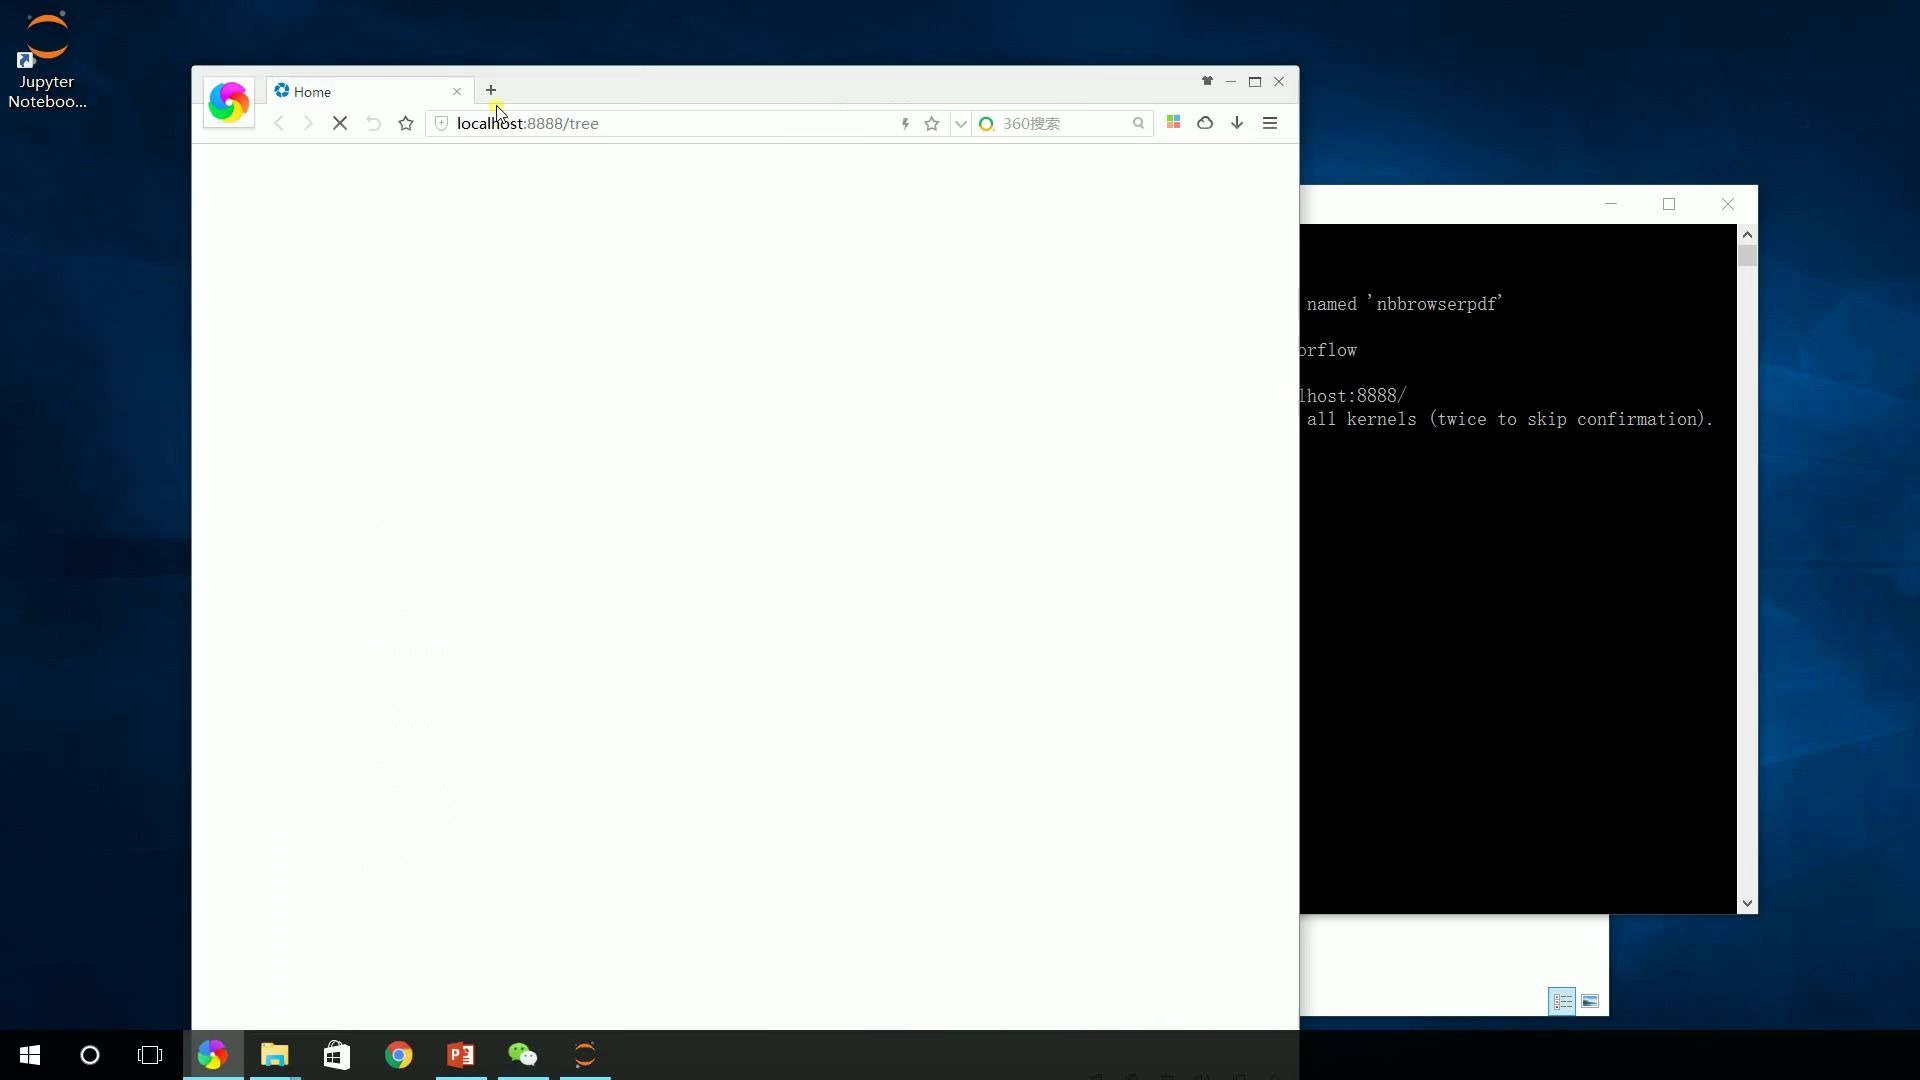 Jupyter
Noteboo...
Home
localhost:8888/tree
360搜索
named 'nbbrowserpdf'
orflow
lhost:8888/
all kernels (twice to skip confirmation).